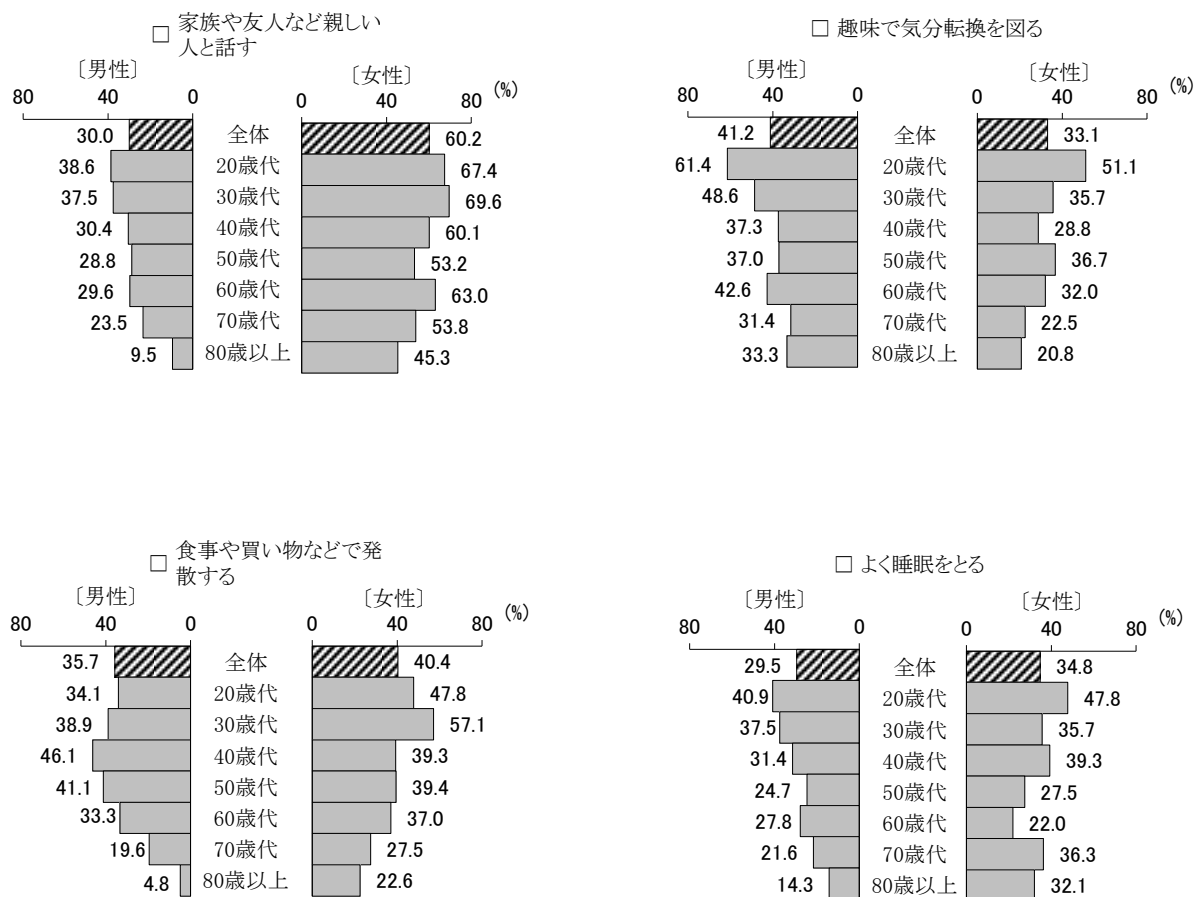 □ 家族や友人など親しい
人と話す
〔男性〕 〔女性〕
80 40 0 0 40 80 (%)
30.0 全体 60.2
38.6 20歳代 67.4
37.5 30歳代 69.6
30.4 40歳代 60.1
28.8 50歳代 53.2
29.6 60歳代 63.0
23.5 70歳代 53.8
9.5 80歳以上 45.3
□ 趣味で気分転換を図る
〔男性〕 〔女性〕
80 40 0 0 40 80 (%)
41.2 全体 33.1
61.4 20歳代 51.1
48.6 30歳代 35.7
37.3 40歳代 28.8
37.0 50歳代 36.7
42.6 60歳代 32.0
31.4 70歳代 22.5
33.3 80歳以上 20.8
□ 食事や買い物などで発
散する
〔男性〕 〔女性〕
80 40 0 0 40 80 (%)
35.7 全体 40.4
34.1 20歳代 47.8
38.9 30歳代 57.1
46.1 40歳代 39.3
41.1 50歳代 39.4
33.3 60歳代 37.0
19.6 70歳代 27.5
4.8 80歳以上 22.6
□ よく睡眠をとる
〔男性〕 〔女性〕
80 40 0 0 40 80 (%)
29.5 全体 34.8
40.9 20歳代 47.8
37.5 30歳代 35.7
31.4 40歳代 39.3
24.7 50歳代 27.5
27.8 60歳代 22.0
21.6 70歳代 36.3
14.3 80歳以上 32.1